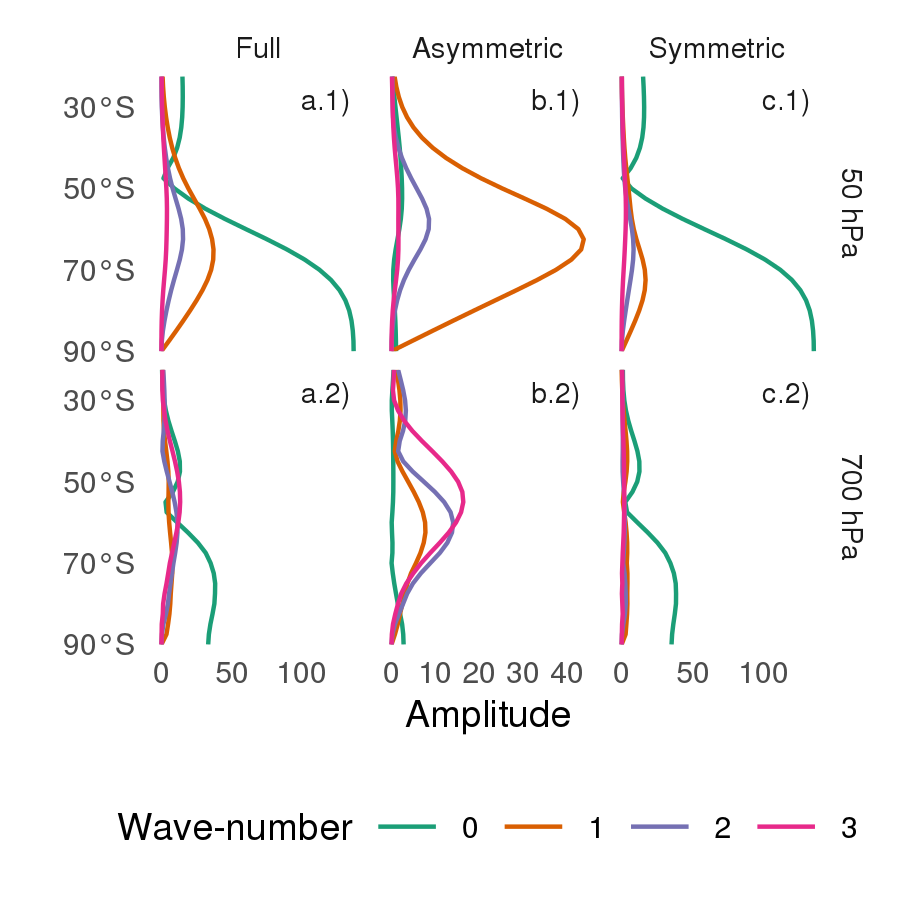 Full Asymmetric Symmetric
a.1) b.1) c.1)
30°S
50°S
70°S
90°S
50 hPa
a.2) b.2) c.2)
30°S
50°S
70°S
90°S
700 hPa
0 50 100 0 10 20 30 40 0 50 100
Amplitude
Wave-number 0 1 2 3